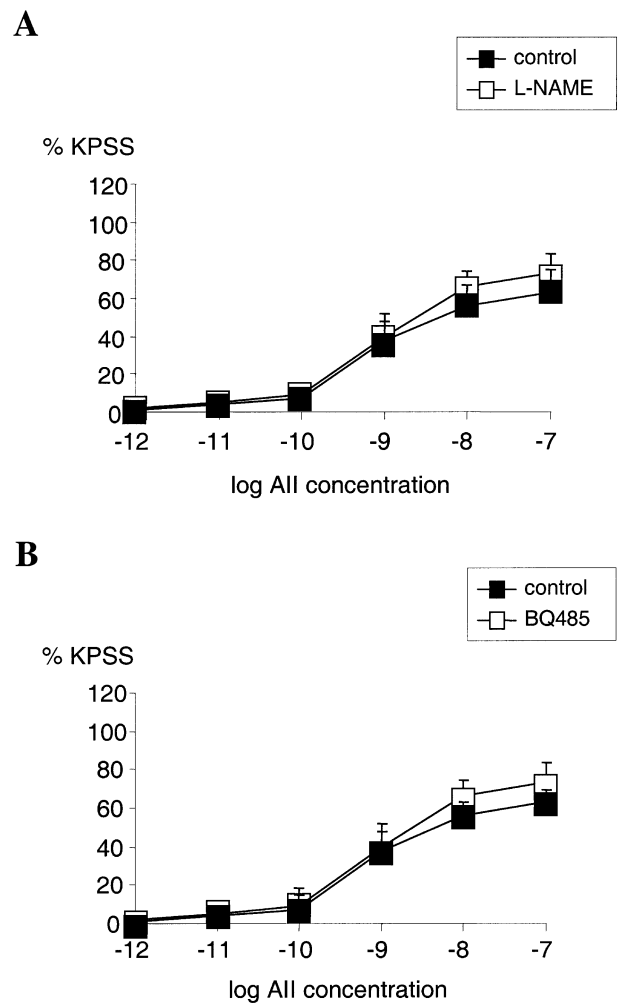 A
control
L-NAME
% KPSS
120
100
80
60
40
20
0
-12 -11 -10 -9 -8 -7
log AII concentration
B
control
BQ485
% KPSS
120
100
80
60
40
20
0
-12 -11 -10 -9 -8 -7
log AII concentration